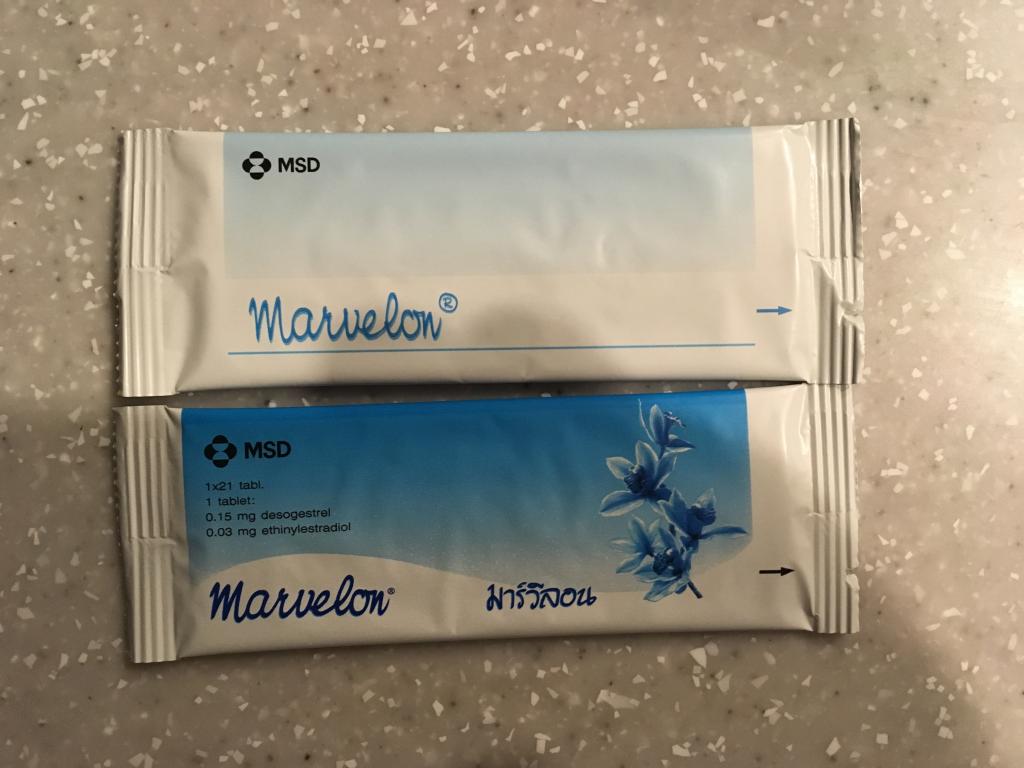 MSD
Marvelon®
MSD
1x21 tabl.
1 tablet:
0.15 mg desogestrel
0.03 mg ethinylestradiol
Marvelon® มาร์วีลอน